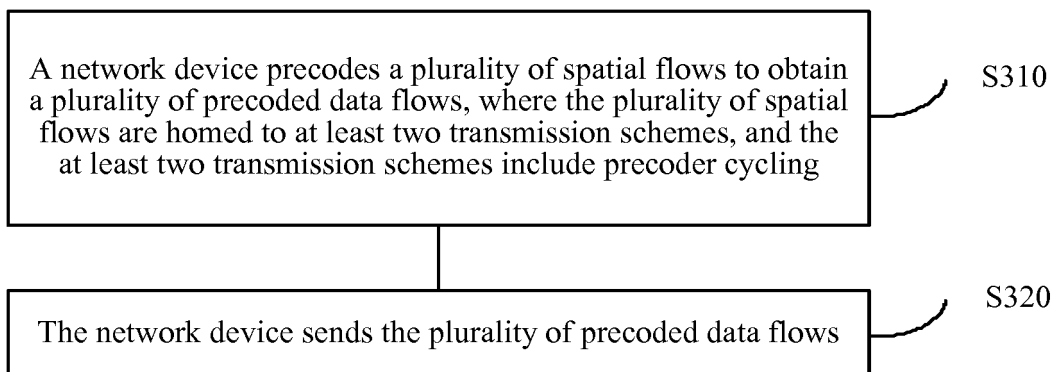 A network device precodes a plurality of spatial flows to obtain
a plurality of precoded data flows, where the plurality of spatial
flows are homed to at least two transmission schemes, and the
at least two transmission schemes include precoder cycling
S310
The network device sends the plurality of precoded data flows
S320